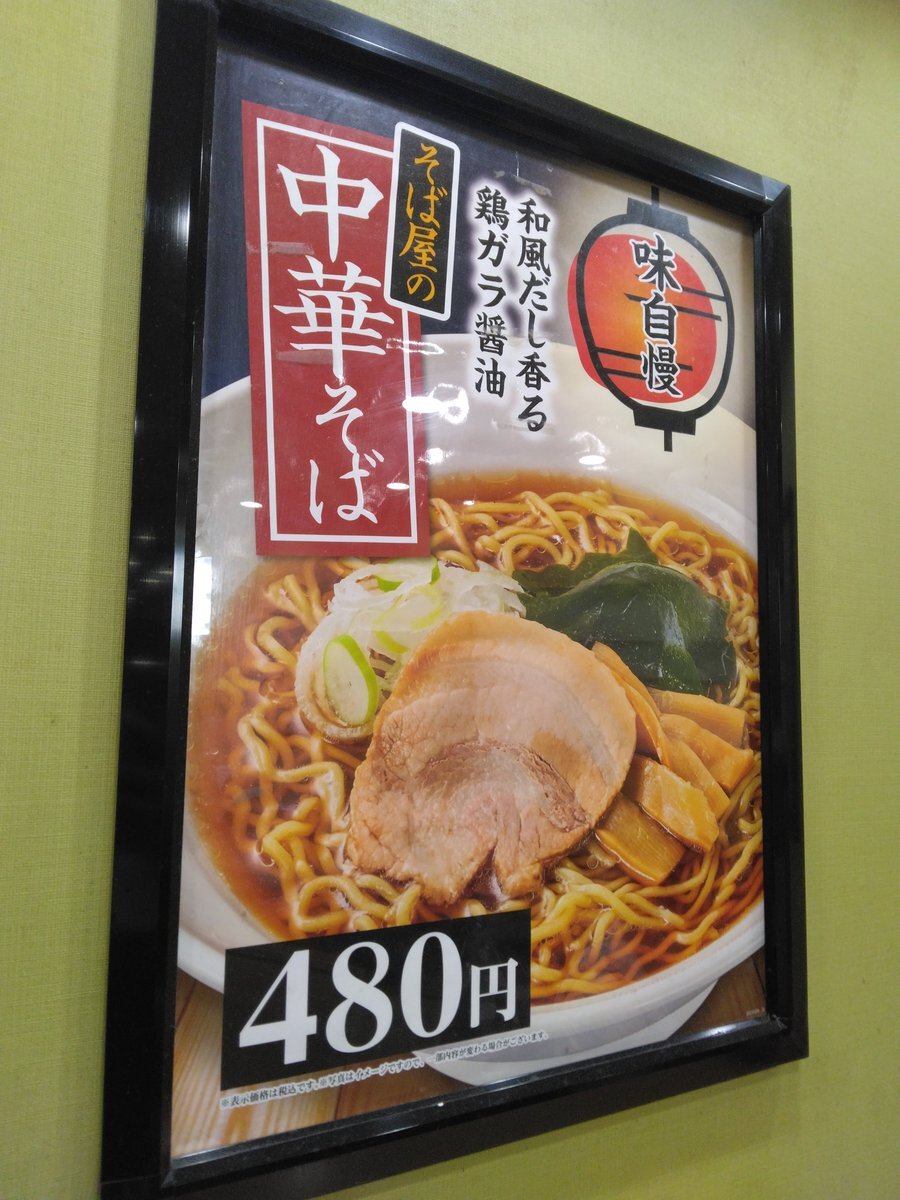 味自慢
和風だし香る
鶏ガラ醤油
そば屋の
中華そば
480円
※表示価格は税込です。※写真はイメージですので、一部内容が変わる場合がございます。